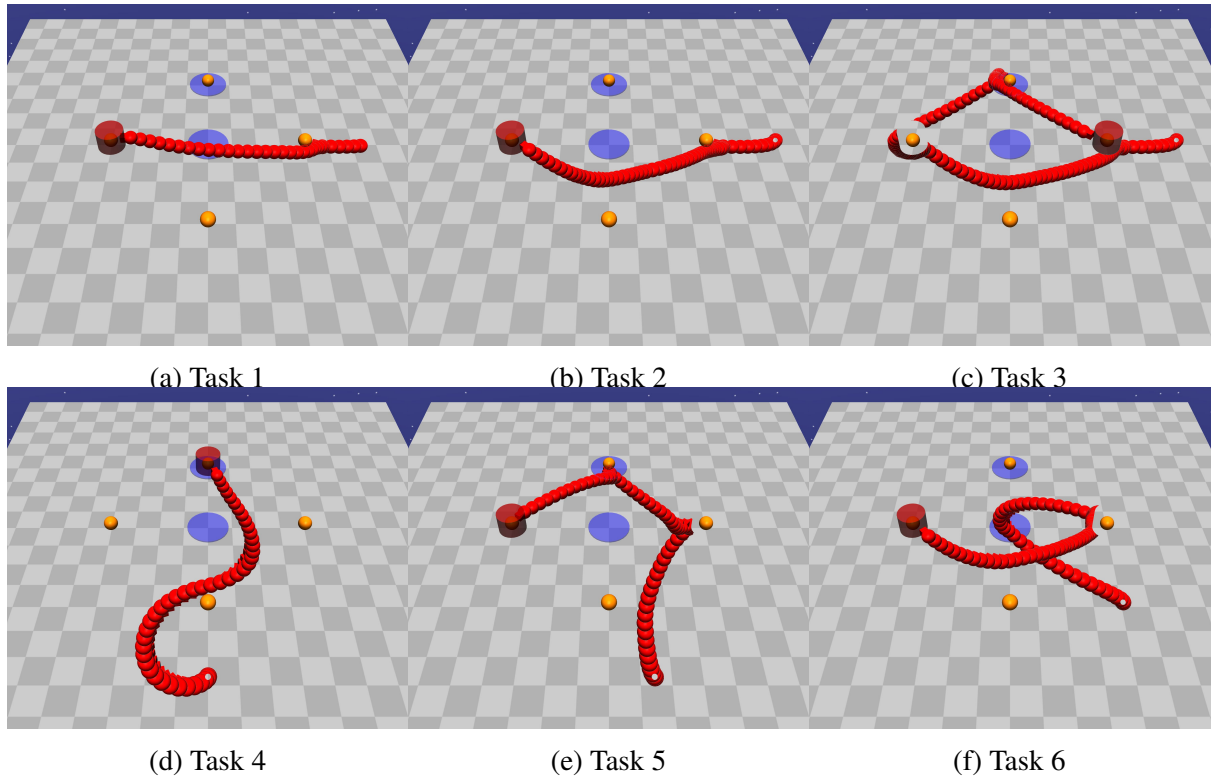 (a) Task 1
(b) Task 2
(c) Task 3
(d) Task 4
(e) Task 5
(f) Task 6